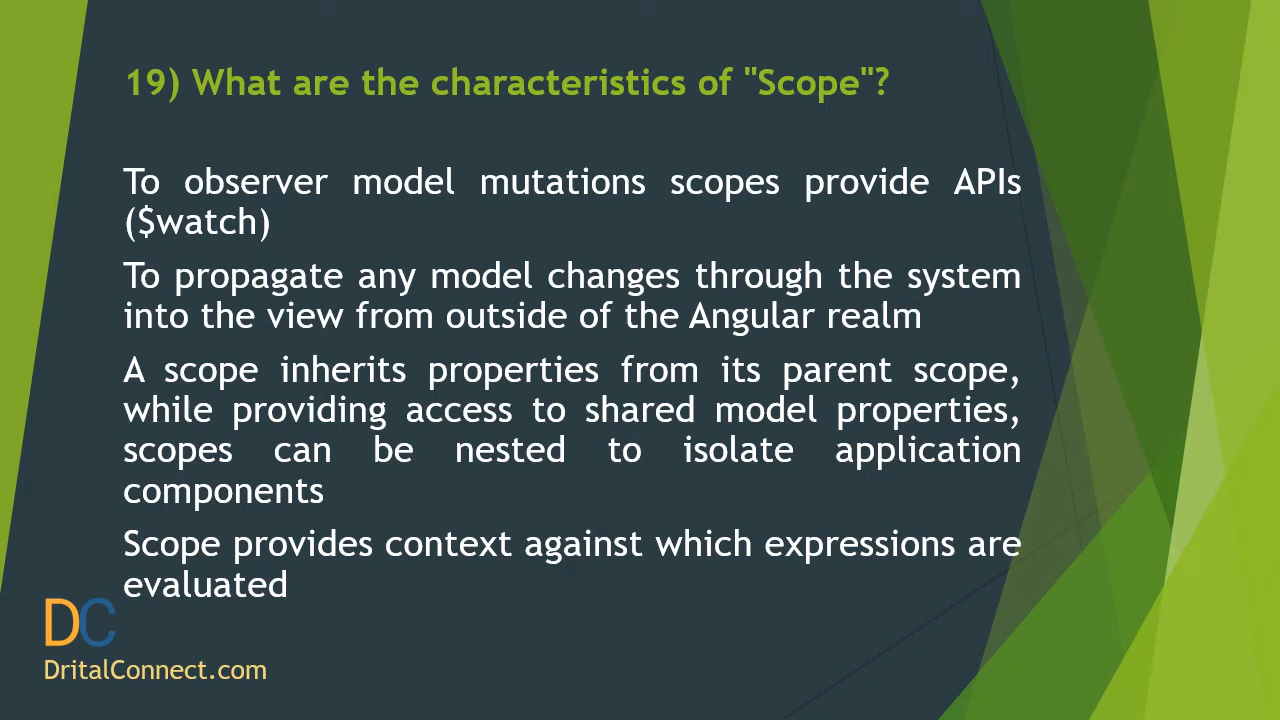 19) What are the characteristics of "Scope"?
To observer model mutations scopes provide APIs
($watch)
To propagate any model changes through the system
into the view from outside of the Angular realm
A scope inherits properties from its parent scope,
while providing access to shared model properties,
scopes can be nested to isolate application
components
Scope provides context against which expressions are
evaluated
DC
DritalConnect.com